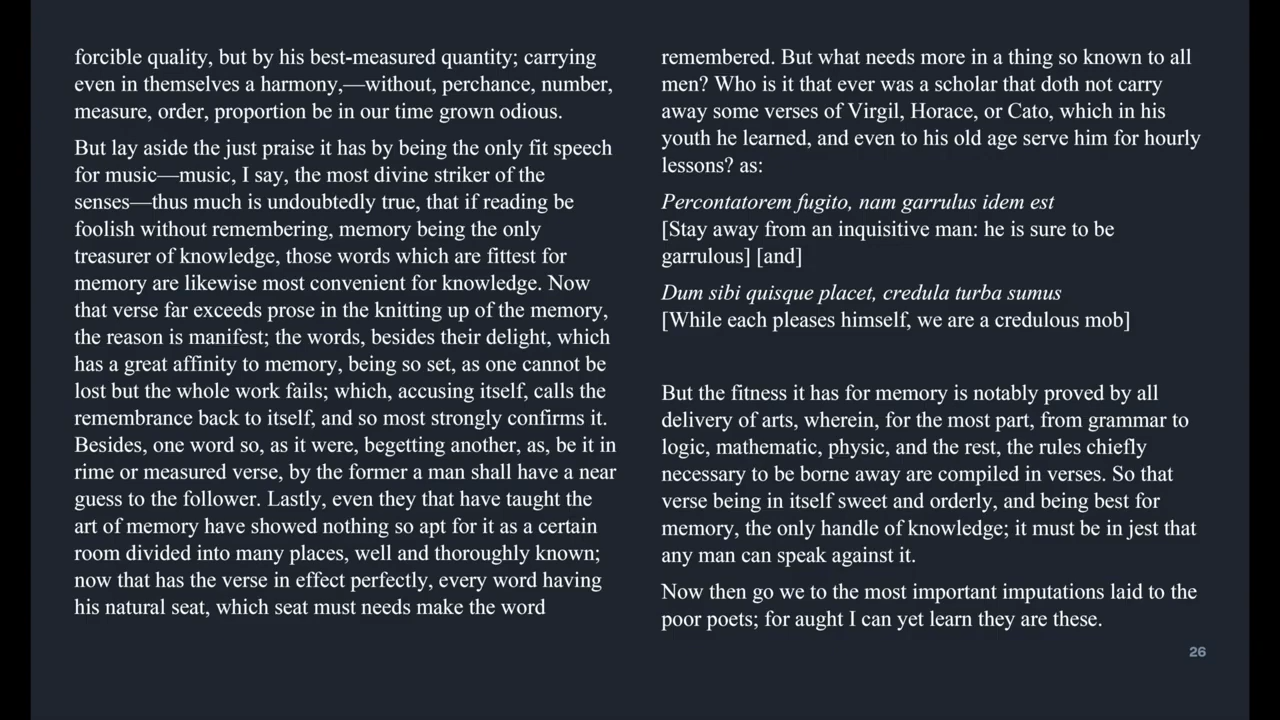 forcible quality, but by his best-measured quantity; carrying
even in themselves a harmony,—without, perchance, number,
measure, order, proportion be in our time grown odious.
But lay aside the just praise it has by being the only fit speech
for music—music, I say, the most divine striker of the
senses—thus much is undoubtedly true, that if reading be
foolish without remembering, memory being the only
treasurer of knowledge, those words which are fittest for
memory are likewise most convenient for knowledge. Now
that verse far exceeds prose in the knitting up of the memory,
the reason is manifest; the words, besides their delight, which
has a great affinity to memory, being so set, as one cannot be
lost but the whole work fails; which, accusing itself, calls the
remembrance back to itself, and so most strongly confirms it.
Besides, one word so, as it were, begetting another, as, be it in
rime or measured verse, by the former a man shall have a near
guess to the follower. Lastly, even they that have taught the
art of memory have showed nothing so apt for it as a certain
room divided into many places, well and thoroughly known;
now that has the verse in effect perfectly, every word having
his natural seat, which seat must needs make the word
remembered. But what needs more in a thing so known to all
men? Who is it that ever was a scholar that doth not carry
away some verses of Virgil, Horace, or Cato, which in his
youth he learned, and even to his old age serve him for hourly
lessons? as:
Percontatorem fugito, nam garrulus idem est
[Stay away from an inquisitive man: he is sure to be
garrulous] [and]
Dum sibi quisque placet, credula turba sumus
[While each pleases himself, we are a credulous mob]
But the fitness it has for memory is notably proved by all
delivery of arts, wherein, for the most part, from grammar to
logic, mathematic, physic, and the rest, the rules chiefly
necessary to be borne away are compiled in verses. So that
verse being in itself sweet and orderly, and being best for
memory, the only handle of knowledge; it must be in jest that
any man can speak against it.
Now then go we to the most important imputations laid to the
poor poets; for aught I can yet learn they are these.
26